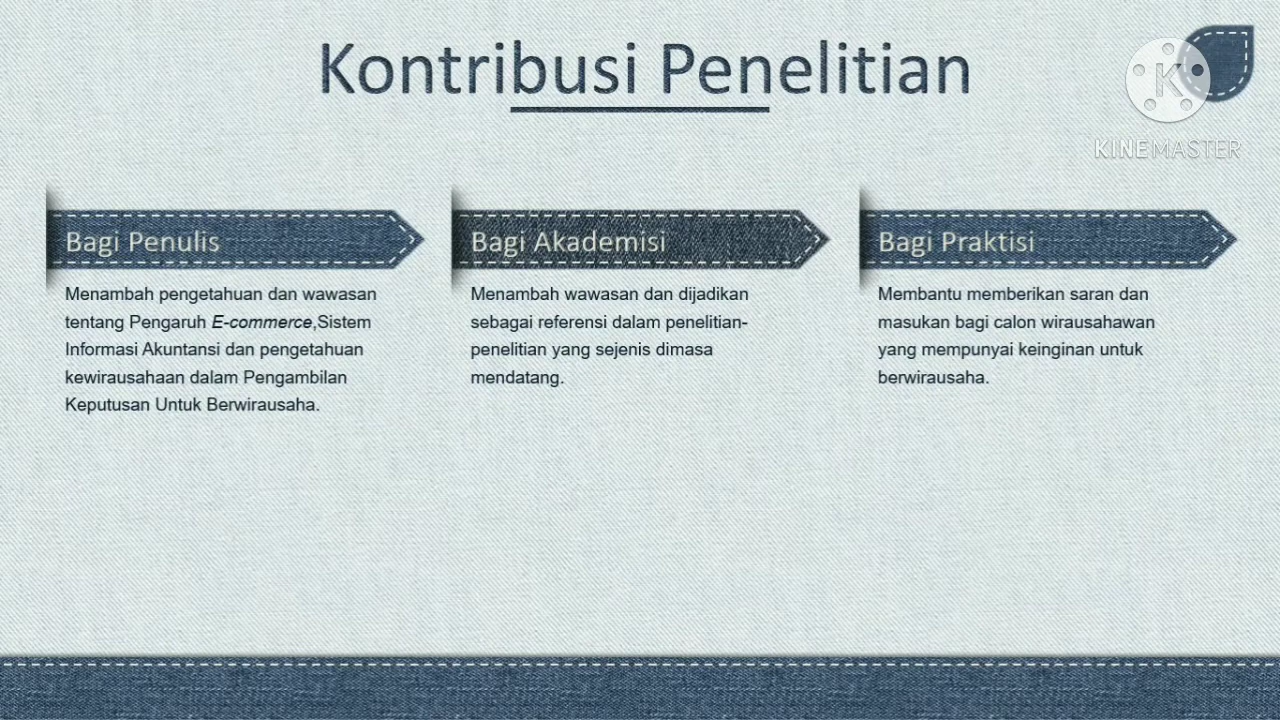 Kontribusi Penelitian
K
KINEMASTER
Bagi Penulis
Menambah pengetahuan dan wawasan
tentang Pengaruh E-commerce,Sistem
Informasi Akuntansi dan pengetahuan
kewirausahaan dalam Pengambilan
Keputusan Untuk Berwirausaha.
Bagi Akademisi
Menambah wawasan dan dijadikan
sebagai referensi dalam penelitian-
penelitian yang sejenis dimasa
mendatang.
Bagi Praktisi
Membantu memberikan saran dan
masukan bagi calon wirausahawan
yang mempunyai keinginan untuk
berwirausaha.